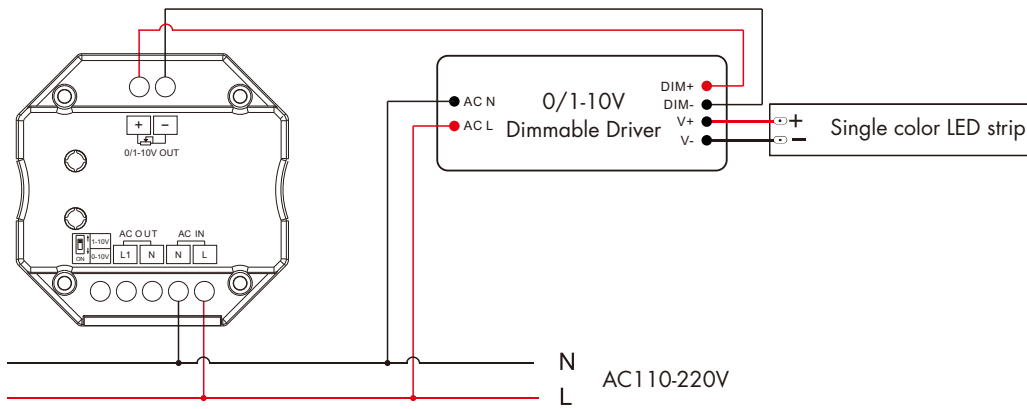 + −
0/1-10V OUT
AC OUT AC IN
1-10V
0-10V
ON
L1 N N L
AC N
AC L
0/1-10V
Dimmable Driver
DIM+
DIM-
V+
V-
+
−
Single color LED strip
N
L
AC110-220V